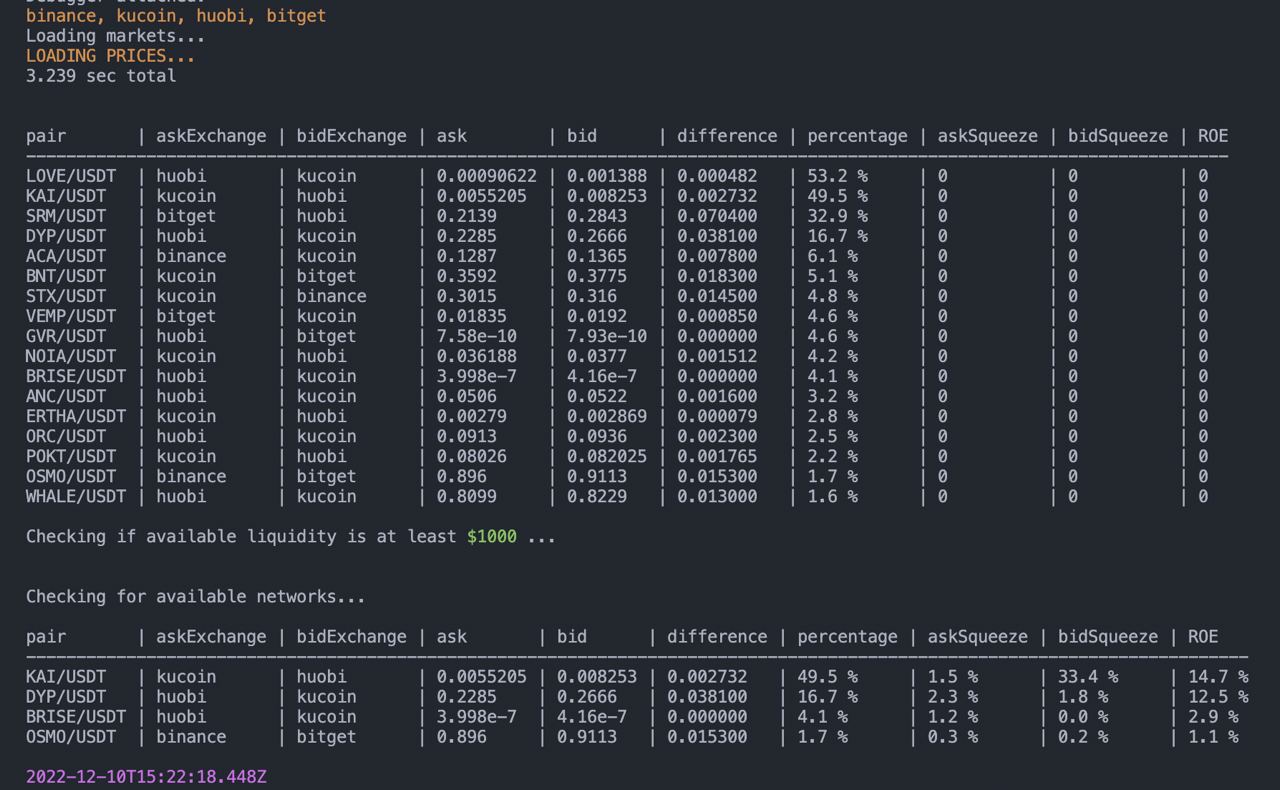 Debugger attached.
binance, kucoin, huobi, bitget
Loading markets...
LOADING PRICES...
3.239 sec total
pair | askExchange | bidExchange | ask | bid | difference | percentage | askSqueeze | bidSqueeze | ROE
LOVE/USDT | huobi | kucoin | 0.00090622 | 0.001388 | 0.000482 | 53.2 % | 0 | 0 | 0
KAI/USDT | kucoin | huobi | 0.0055205 | 0.008253 | 0.002732 | 49.5 % | 0 | 0 | 0
SRM/USDT | bitget | huobi | 0.2139 | 0.2843 | 0.070400 | 32.9 % | 0 | 0 | 0
DYP/USDT | huobi | kucoin | 0.2285 | 0.2666 | 0.038100 | 16.7 % | 0 | 0 | 0
ACA/USDT | binance | kucoin | 0.1287 | 0.1365 | 0.007800 | 6.1 % | 0 | 0 | 0
BNT/USDT | kucoin | bitget | 0.3592 | 0.3775 | 0.018300 | 5.1 % | 0 | 0 | 0
STX/USDT | kucoin | binance | 0.3015 | 0.316 | 0.014500 | 4.8 % | 0 | 0 | 0
VEMP/USDT | bitget | kucoin | 0.01835 | 0.0192 | 0.000850 | 4.6 % | 0 | 0 | 0
GVR/USDT | huobi | bitget | 7.58e-10 | 7.93e-10 | 0.000000 | 4.6 % | 0 | 0 | 0
NOIA/USDT | kucoin | huobi | 0.036188 | 0.0377 | 0.001512 | 4.2 % | 0 | 0 | 0
BRISE/USDT | huobi | kucoin | 3.998e-7 | 4.16e-7 | 0.000000 | 4.1 % | 0 | 0 | 0
ANC/USDT | huobi | kucoin | 0.0506 | 0.0522 | 0.001600 | 3.2 % | 0 | 0 | 0
ERTHA/USDT | kucoin | huobi | 0.00279 | 0.002869 | 0.000079 | 2.8 % | 0 | 0 | 0
ORC/USDT | huobi | kucoin | 0.0913 | 0.0936 | 0.002300 | 2.5 % | 0 | 0 | 0
POKT/USDT | kucoin | huobi | 0.08026 | 0.082025 | 0.001765 | 2.2 % | 0 | 0 | 0
OSMO/USDT | binance | bitget | 0.896 | 0.9113 | 0.015300 | 1.7 % | 0 | 0 | 0
WHALE/USDT | huobi | kucoin | 0.8099 | 0.8229 | 0.013000 | 1.6 % | 0 | 0 | 0
Checking if available liquidity is at least $1000 ...
Checking for available networks...
pair | askExchange | bidExchange | ask | bid | difference | percentage | askSqueeze | bidSqueeze | ROE
KAI/USDT | kucoin | huobi | 0.0055205 | 0.008253 | 0.002732 | 49.5 % | 1.5 % | 33.4 % | 14.7 %
DYP/USDT | huobi | kucoin | 0.2285 | 0.2666 | 0.038100 | 16.7 % | 2.3 % | 1.8 % | 12.5 %
BRISE/USDT | huobi | kucoin | 3.998e-7 | 4.16e-7 | 0.000000 | 4.1 % | 1.2 % | 0.0 % | 2.9 %
OSMO/USDT | binance | bitget | 0.896 | 0.9113 | 0.015300 | 1.7 % | 0.3 % | 0.2 % | 1.1 %
2022-12-10T15:22:18.448Z